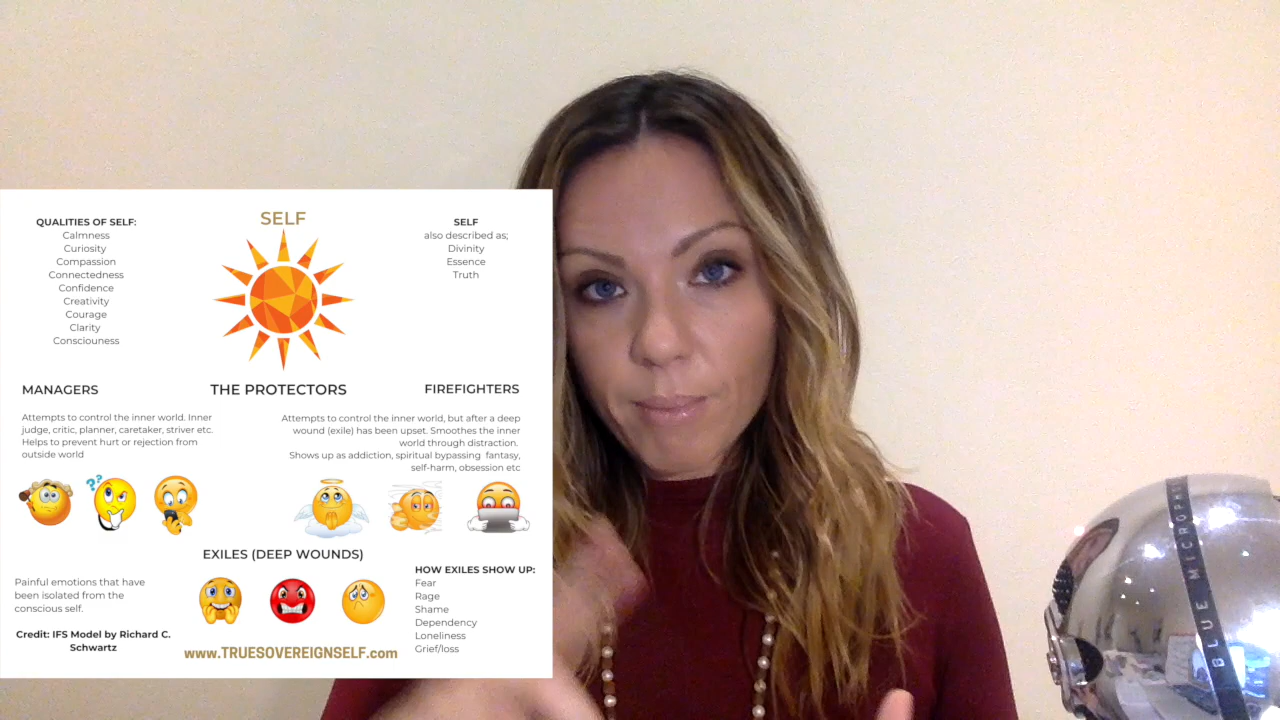 QUALITIES OF SELF:
Calmness
Curiosity
Compassion
Connectedness
Confidence
Creativity
Courage
Clarity
Consciouness
SELF
SELF
also described as;
Divinity
Essence
Truth
MANAGERS
THE PROTECTORS
FIREFIGHTERS
Attempts to control the inner world. Inner
judge, critic, planner, caretaker, striver etc.
Helps to prevent hurt or rejection from
outside world
Attempts to control the inner world, but after a deep
wound (exile) has been upset. Smoothes the inner
world through distraction.
Shows up as addiction, spiritual bypassing fantasy,
self-harm, obsession etc
??
EXILES (DEEP WOUNDS)
Painful emotions that have
been isolated from the
conscious self.
Credit: IFS Model by Richard C.
Schwartz
HOW EXILES SHOW UP:
Fear
Rage
Shame
Dependency
Loneliness
Grief/loss
www.TRUESOVEREIGNSELF.com
BLUE MICROPH